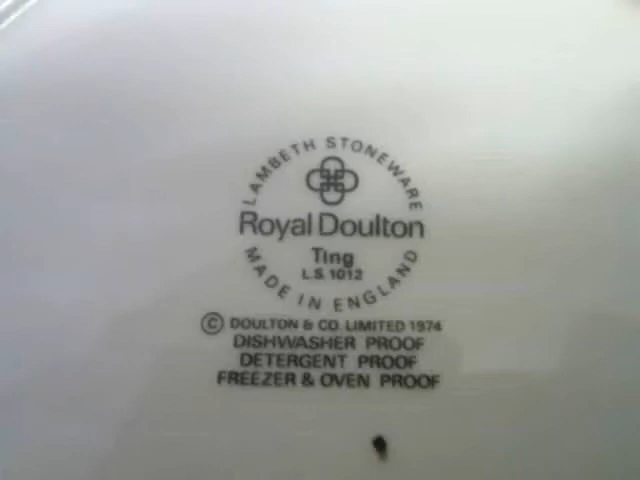 LAMBETH STONEWARE
Royal Doulton
Ting
L.S. 1012
MADE IN ENGLAND
© DOULTON & CO. LIMITED 1974
DISHWASHER PROOF
DETERGENT PROOF
FREEZER & OVEN PROOF